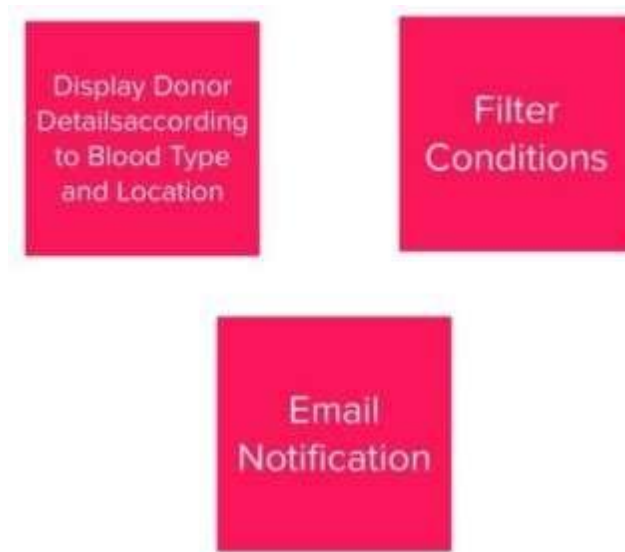 Display Donor
Detailsaccording
to Blood Type
and Location
Filter
Conditions
Email
Notification